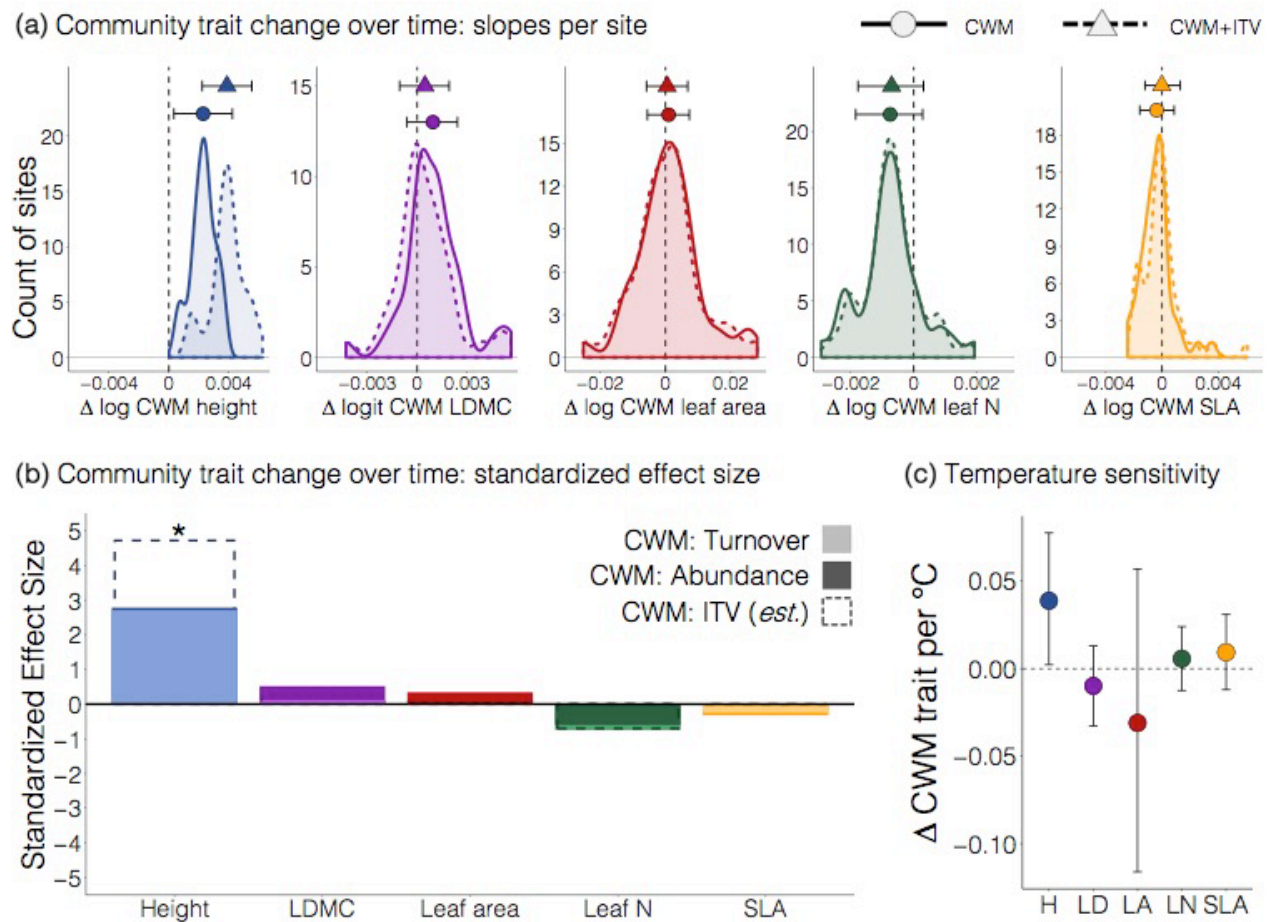 (a) Community trait change over time: slopes per site
CWM CWM+ITV
Count of sites
20
15
10
5
0
−0.004 0 0.004
Δ log CWM height
15
10
5
0
−0.003 0 0.003
Δ logit CWM LDMC
15
12
9
6
3
0
−0.02 0 0.02
Δ log CWM leaf area
20
15
10
5
0
−0.002 0 0.002
Δ log CWM leaf N
18
15
12
9
6
3
0
−0.004 0 0.004
Δ log CWM SLA
(b) Community trait change over time: standardized effect size
Standardized Effect Size
5
4
3
2
1
0
−1
−2
−3
−4
−5
*
CWM: Turnover
CWM: Abundance
CWM: ITV (est.)
Height LDMC Leaf area Leaf N SLA
(c) Temperature sensitivity
Δ CWM trait per °C
0.05
0.00
−0.05
−0.10
H LD LA LN SLA